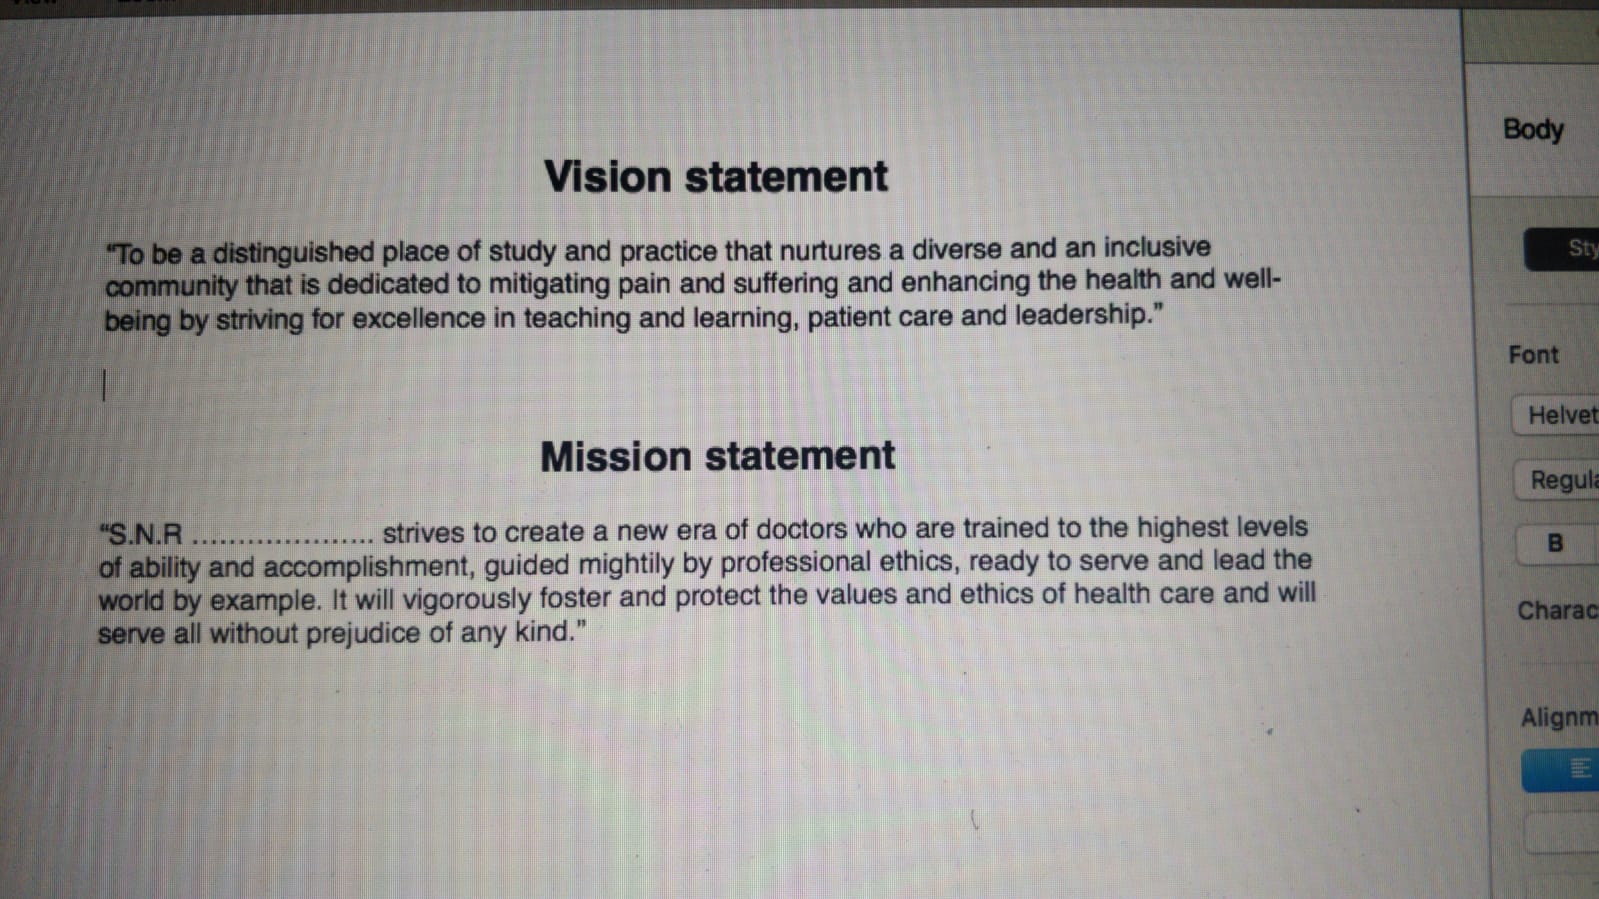 Vision statement
"To be a distinguished place of study and practice that nurtures a diverse and an inclusive
community that is dedicated to mitigating pain and suffering and enhancing the health and well-
being by striving for excellence in teaching and learning, patient care and leadership."
Mission statement
"S.N.R .................... strives to create a new era of doctors who are trained to the highest levels
of ability and accomplishment, guided mightily by professional ethics, ready to serve and lead the
world by example. It will vigorously foster and protect the values and ethics of health care and will
serve all without prejudice of any kind."
Body
Sty
Font
Helvet
Regula
B
Charac
Alignm